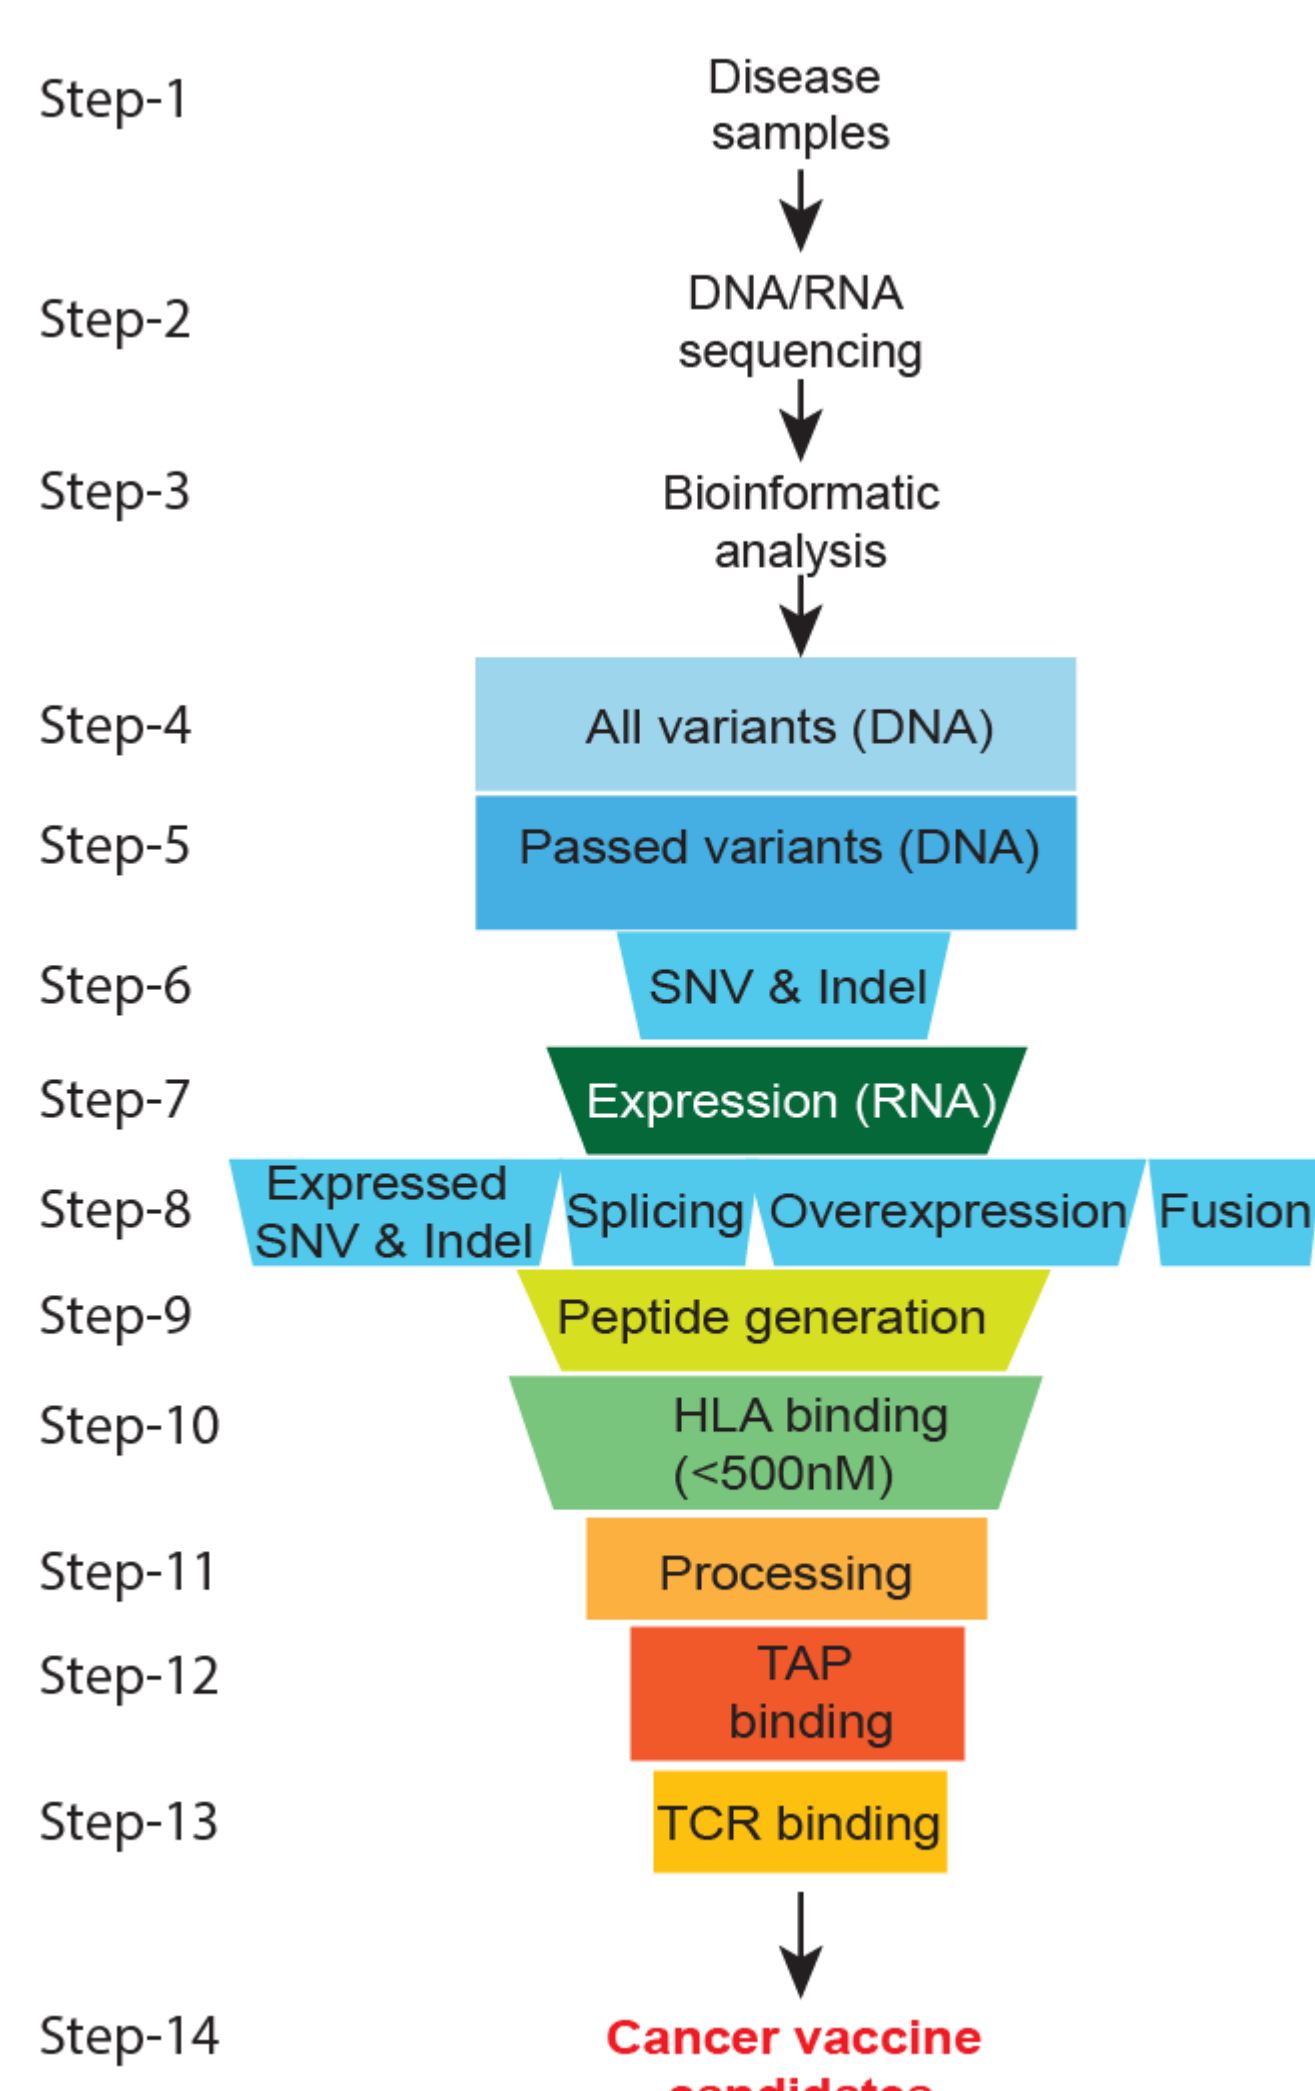 Step-1
Disease
samples
Step-2
DNA/RNA
sequencing
Step-3
Bioinformatic
analysis
Step-4
All variants (DNA)
Step-5
Passed variants (DNA)
Step-6
SNV & Indel
Step-7
Expression (RNA)
Step-8
Expressed
SNV & Indel
Splicing
Overexpression
Fusion
Step-9
Peptide generation
Step-10
HLA binding
(<500nM)
Step-11
Processing
Step-12
TAP
binding
Step-13
TCR binding
Step-14
Cancer vaccine
candidates